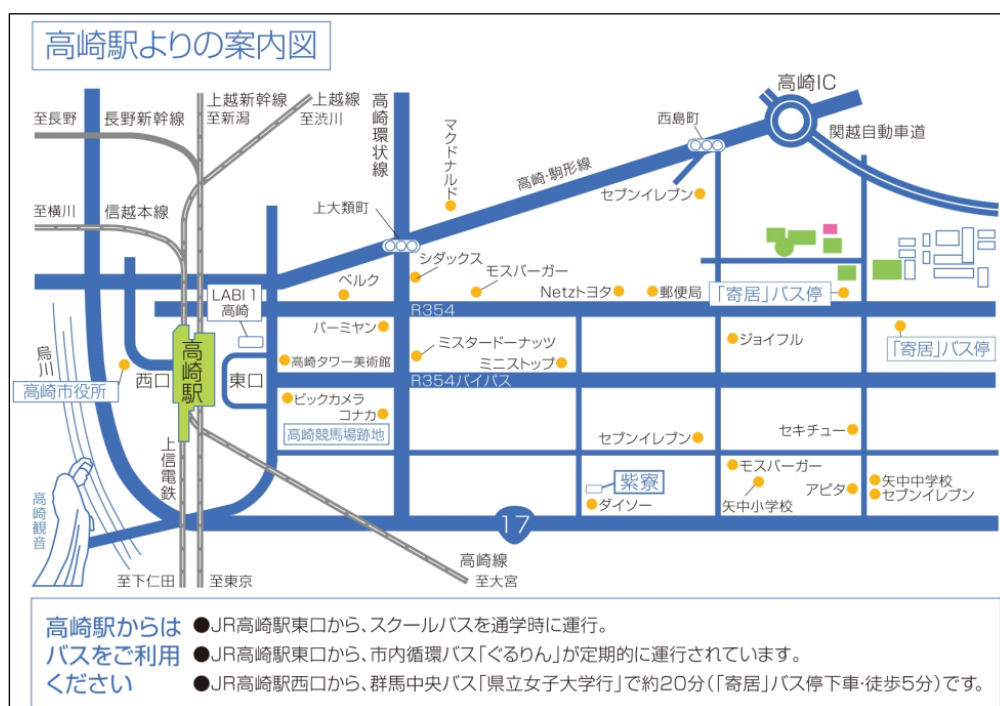 高崎駅よりの案内図
高崎IC
上越新幹線
至新潟
上越線
至渋川
高崎環状線
至長野
長野新幹線
マクドナルド
西島町
関越自動車道
高崎・駒形線
セブンイレブン
至横川
信越本線
上大類町
シダックス
モスバーガー
ベルク
LABI 1
高崎
Netzトヨタ
郵便局
「寄居」バス停
R354
バーミヤン
ジョイフル
「寄居」バス停
烏川
高崎駅
ミスタードーナッツ
高崎タワー美術館
ミニストップ
西口
東口
高崎市役所
R354バイパス
ビックカメラ
コナカ
高崎競馬場跡地
セブンイレブン
セキチュー
上信電鉄
紫寮
モスバーガー
矢中中学校
アピタ
セブンイレブン
ダイソー
矢中小学校
高崎観音
17
高崎線
至下仁田
至東京
至大宮
高崎駅からは
バスをご利用
ください
●JR高崎駅東口から、スクールバスを通学時に運行。
●JR高崎駅東口から、市内循環バス「ぐるりん」が定期的に運行されています。
●JR高崎駅西口から、群馬中央バス「県立女子大学行」で約20分(「寄居」バス停下車・徒歩5分)です。